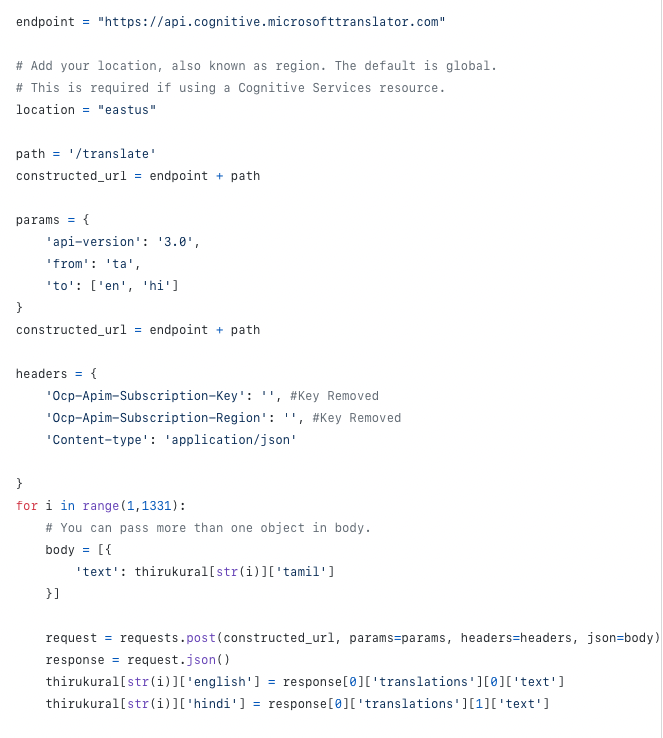 endpoint = "https://api.cognitive.microsofttranslator.com"
# Add your location, also known as region. The default is global.
# This is required if using a Cognitive Services resource.
location = "eastus"
path = '/translate'
constructed_url = endpoint + path
params = {
    'api-version': '3.0',
    'from': 'ta',
    'to': ['en', 'hi']
}
constructed_url = endpoint + path
headers = {
    'Ocp-Apim-Subscription-Key': '', #Key Removed
    'Ocp-Apim-Subscription-Region': '', #Key Removed
    'Content-type': 'application/json'
}
for i in range(1,1331):
    # You can pass more than one object in body.
    body = [{
        'text': thirukural[str(i)]['tamil']
    }]
    request = requests.post(constructed_url, params=params, headers=headers, json=body)
    response = request.json()
    thirukural[str(i)]['english'] = response[0]['translations'][0]['text']
    thirukural[str(i)]['hindi'] = response[0]['translations'][1]['text']